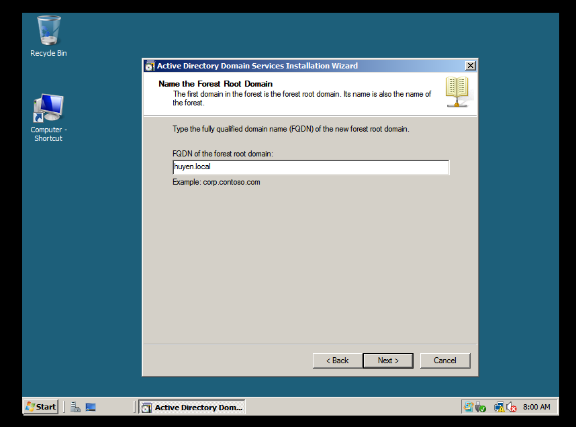 Recycle Bin
Computer -
Shortcut
Active Directory Domain Services Installation Wizard
Name the Forest Root Domain
The first domain in the forest is the forest root domain. Its name is also the name of
the forest.
Type the fully qualified domain name (FQDN) of the new forest root domain.
FQDN of the forest root domain:
huyen.local
Example: corp.contoso.com
< Back
Next >
Cancel
Start
Active Directory Dom...
8:00 AM